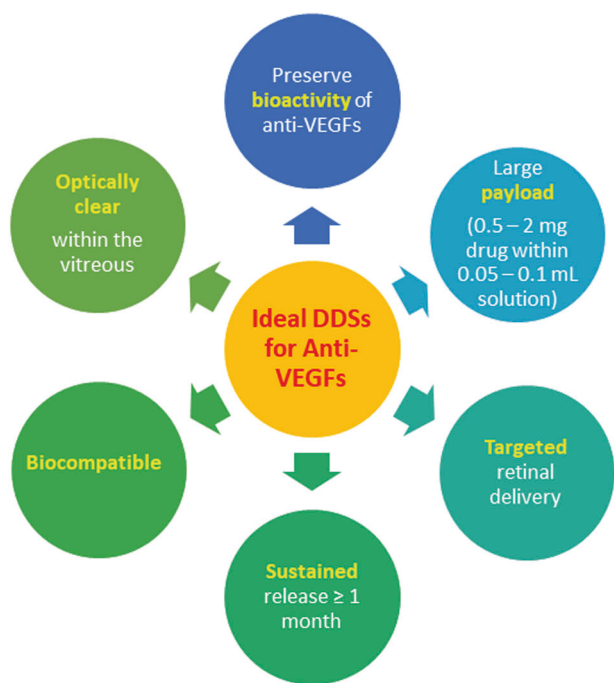 Preserve
bioactivity of
anti-VEGFs
Large
payload
(0.5 – 2 mg
drug within
0.05 – 0.1 mL
solution)
Targeted
retinal
delivery
Sustained
release ≥ 1
month
Biocompatible
Optically
clear
within the
vitreous
Ideal DDSs
for Anti-
VEGFs